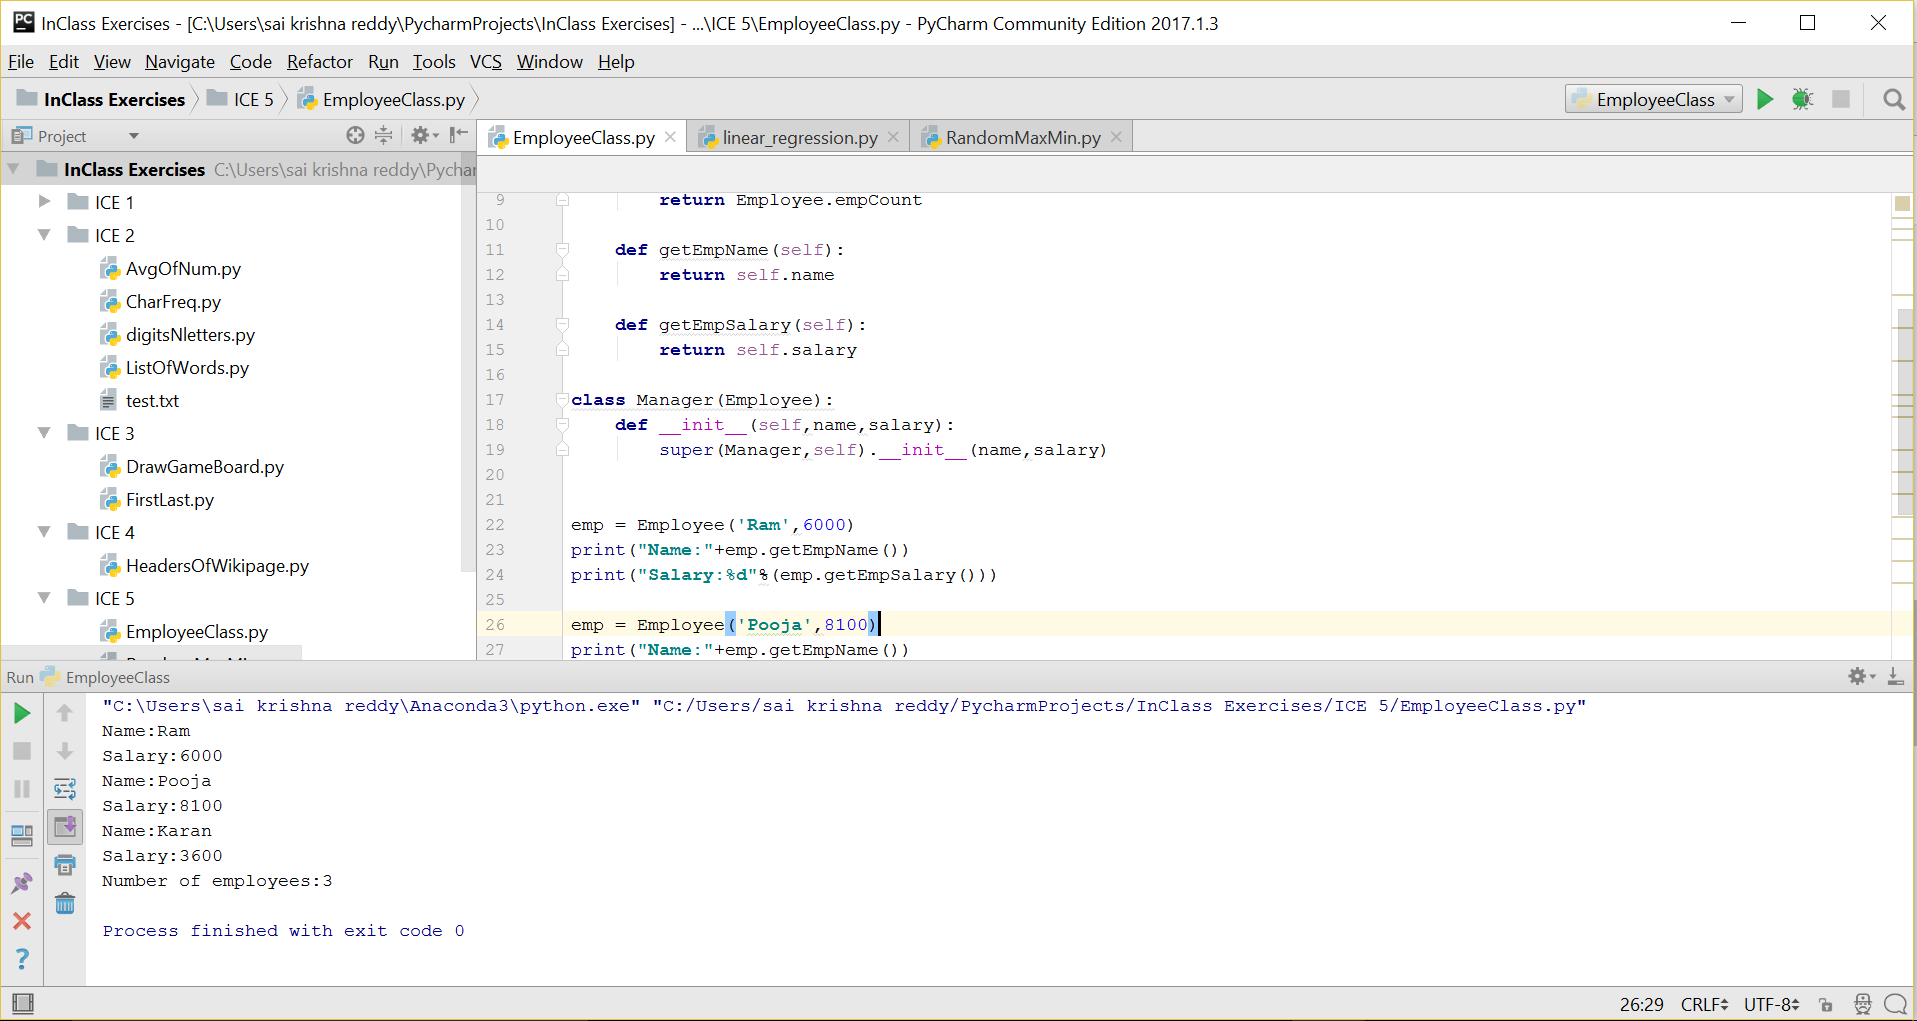 InClass Exercises - [C:\Users\sai krishna reddy\PycharmProjects\InClass Exercises] - ...\ICE 5\EmployeeClass.py - PyCharm Community Edition 2017.1.3
File Edit View Navigate Code Refactor Run Tools VCS Window Help
InClass Exercises ICE 5 EmployeeClass.py EmployeeClass
Project
EmployeeClass.py linear_regression.py RandomMaxMin.py
InClass Exercises C:\Users\sai krishna reddy\Pychar
ICE 1
ICE 2
AvgOfNum.py
CharFreq.py
digitsNletters.py
ListOfWords.py
test.txt
ICE 3
DrawGameBoard.py
FirstLast.py
ICE 4
HeadersOfWikipage.py
ICE 5
EmployeeClass.py
9 return Employee.empCount
10
11 def getEmpName(self):
12 return self.name
13
14 def getEmpSalary(self):
15 return self.salary
16
17 class Manager(Employee):
18 def __init__(self,name,salary):
19 super(Manager,self).__init__(name,salary)
20
21
22 emp = Employee('Ram',6000)
23 print("Name:"+emp.getEmpName())
24 print("Salary:%d"%(emp.getEmpSalary()))
25
26 emp = Employee('Pooja',8100)
27 print("Name:"+emp.getEmpName())
Run EmployeeClass
"C:\Users\sai krishna reddy\Anaconda3\python.exe" "C:/Users/sai krishna reddy/PycharmProjects/InClass Exercises/ICE 5/EmployeeClass.py"
Name:Ram
Salary:6000
Name:Pooja
Salary:8100
Name:Karan
Salary:3600
Number of employees:3
Process finished with exit code 0
26:29 CRLF UTF-8